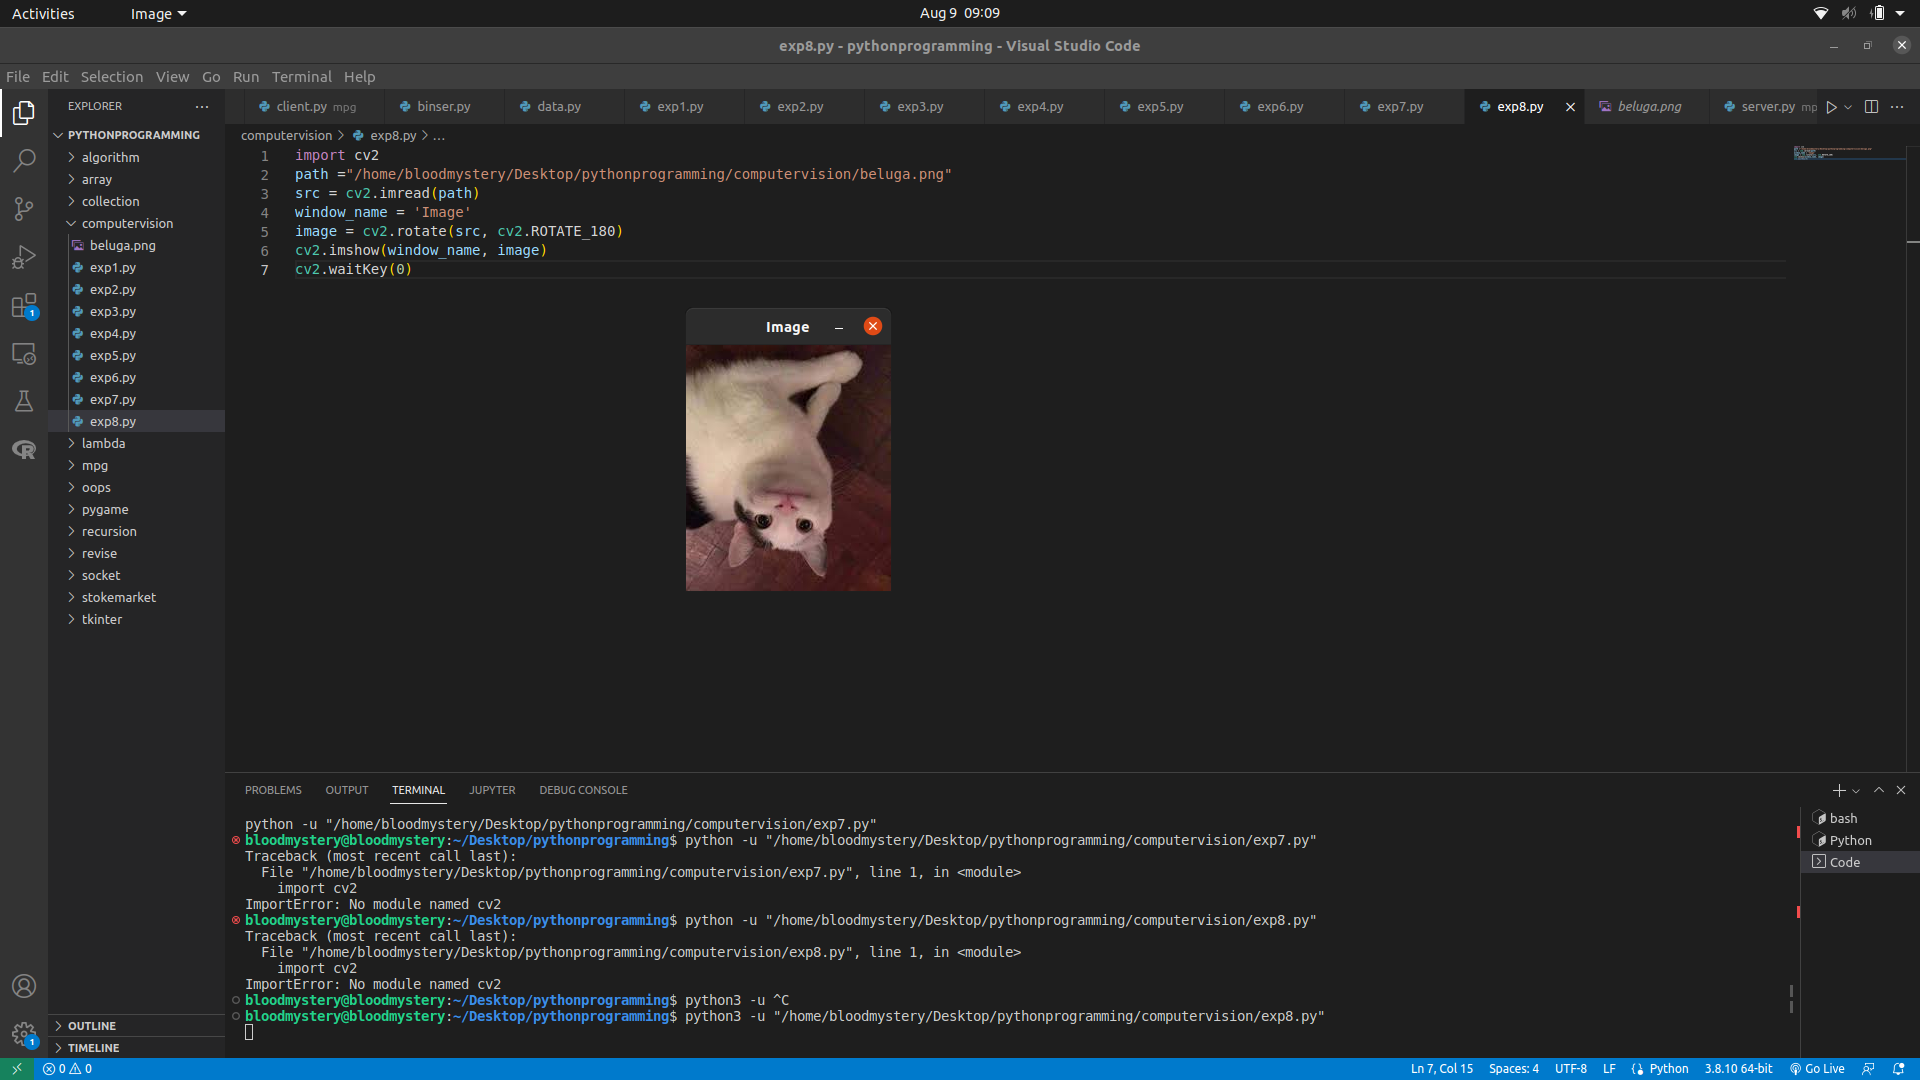 Activities Image Aug 9 09:09
exp8.py - pythonprogramming - Visual Studio Code
File Edit Selection View Go Run Terminal Help
EXPLORER
client.py mpg binser.py data.py exp1.py exp2.py exp3.py exp4.py exp5.py exp6.py exp7.py exp8.py beluga.png server.py mp
PYTHONPROGRAMMING
algorithm
array
collection
computervision
beluga.png
exp1.py
exp2.py
exp3.py
exp4.py
exp5.py
exp6.py
exp7.py
exp8.py
lambda
mpg
oops
pygame
recursion
revise
socket
stokemarket
tkinter
OUTLINE
TIMELINE
1
1
computervision > exp8.py > ...
1 import cv2
2 path ="/home/bloodmystery/Desktop/pythonprogramming/computervision/beluga.png"
3 src = cv2.imread(path)
4 window_name = 'Image'
5 image = cv2.rotate(src, cv2.ROTATE_180)
6 cv2.imshow(window_name, image)
7 cv2.waitKey(0)
Image
PROBLEMS OUTPUT TERMINAL JUPYTER DEBUG CONSOLE
python -u "/home/bloodmystery/Desktop/pythonprogramming/computervision/exp7.py"
bloodmystery@bloodmystery:~/Desktop/pythonprogramming$ python -u "/home/bloodmystery/Desktop/pythonprogramming/computervision/exp7.py"
Traceback (most recent call last):
File "/home/bloodmystery/Desktop/pythonprogramming/computervision/exp7.py", line 1, in <module>
import cv2
ImportError: No module named cv2
bloodmystery@bloodmystery:~/Desktop/pythonprogramming$ python -u "/home/bloodmystery/Desktop/pythonprogramming/computervision/exp8.py"
Traceback (most recent call last):
File "/home/bloodmystery/Desktop/pythonprogramming/computervision/exp8.py", line 1, in <module>
import cv2
ImportError: No module named cv2
bloodmystery@bloodmystery:~/Desktop/pythonprogramming$ python3 -u ^C
bloodmystery@bloodmystery:~/Desktop/pythonprogramming$ python3 -u "/home/bloodmystery/Desktop/pythonprogramming/computervision/exp8.py"
bash
Python
Code
0 0 Ln 7, Col 15 Spaces: 4 UTF-8 LF Python 3.8.10 64-bit Go Live